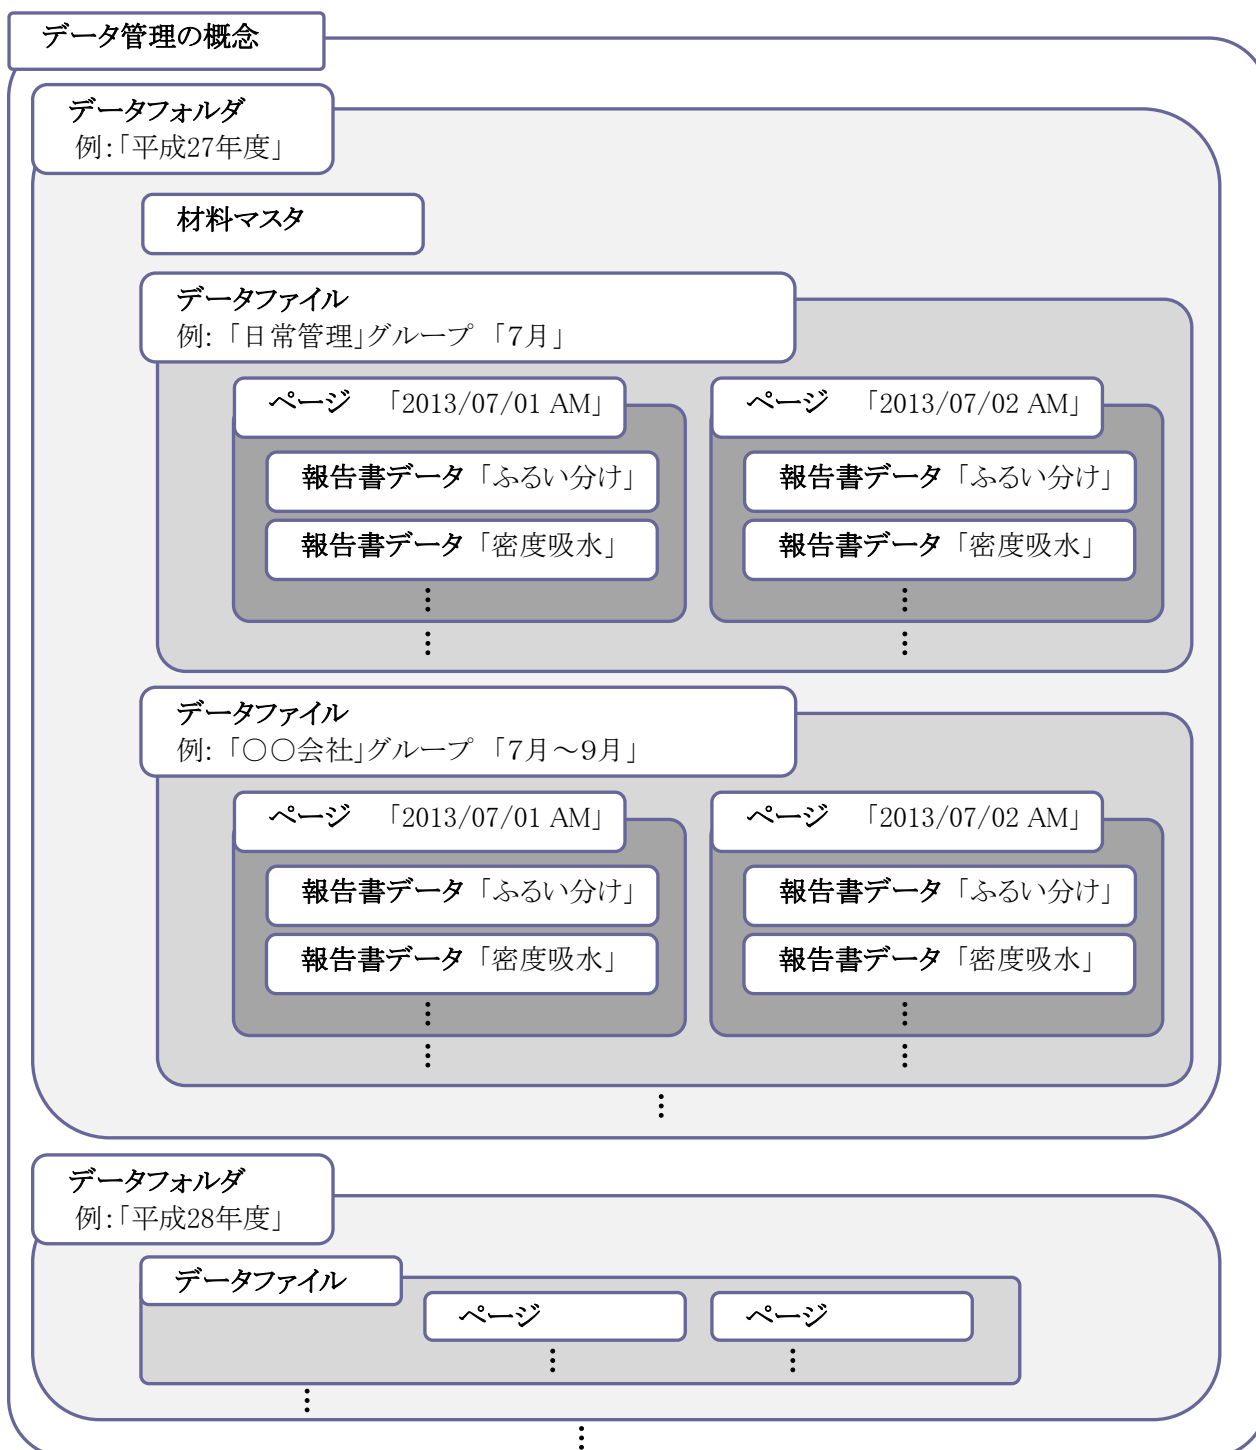 データ管理の概念
データフォルダ
例:「平成27年度」
材料マスタ
データファイル
例:「日常管理」グループ 「7月」
ページ 「2013/07/01 AM」
ページ 「2013/07/02 AM」
報告書データ「ふるい分け」
報告書データ「ふるい分け」
報告書データ「密度吸水」
報告書データ「密度吸水」
データファイル
例:「〇〇会社」グループ 「7月～9月」
ページ 「2013/07/01 AM」
ページ 「2013/07/02 AM」
報告書データ「ふるい分け」
報告書データ「ふるい分け」
報告書データ「密度吸水」
報告書データ「密度吸水」
データフォルダ
例:「平成28年度」
データファイル
ページ
ページ